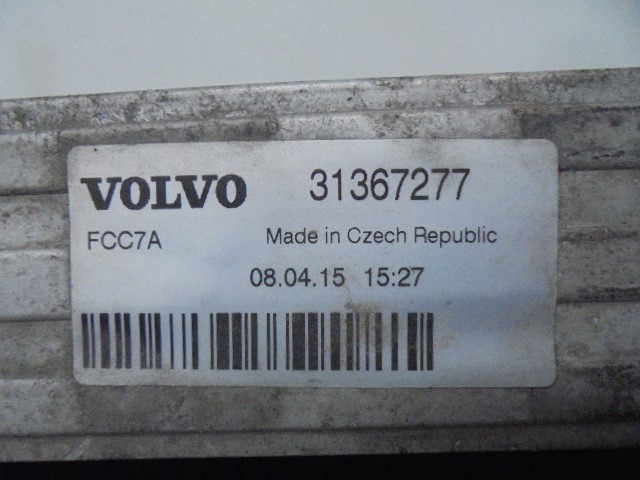 VOLVO 31367277
FCC7A Made in Czech Republic
08.04.15 15:27